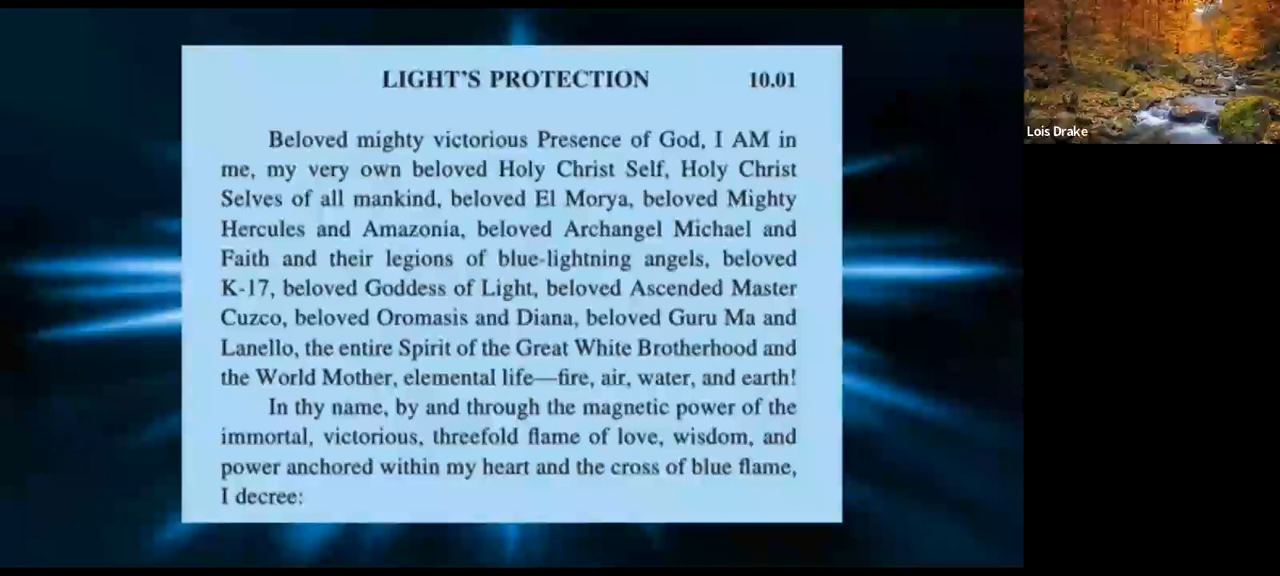 LIGHT'S PROTECTION 10.01
Beloved mighty victorious Presence of God, I AM in
me, my very own beloved Holy Christ Self, Holy Christ
Selves of all mankind, beloved El Morya, beloved Mighty
Hercules and Amazonia, beloved Archangel Michael and
Faith and their legions of blue-lightning angels, beloved
K-17, beloved Goddess of Light, beloved Ascended Master
Cuzco, beloved Oromasis and Diana, beloved Guru Ma and
Lanello, the entire Spirit of the Great White Brotherhood and
the World Mother, elemental life—fire, air, water, and earth!
In thy name, by and through the magnetic power of the
immortal, victorious, threefold flame of love, wisdom, and
power anchored within my heart and the cross of blue flame,
I decree:
Lois Drake